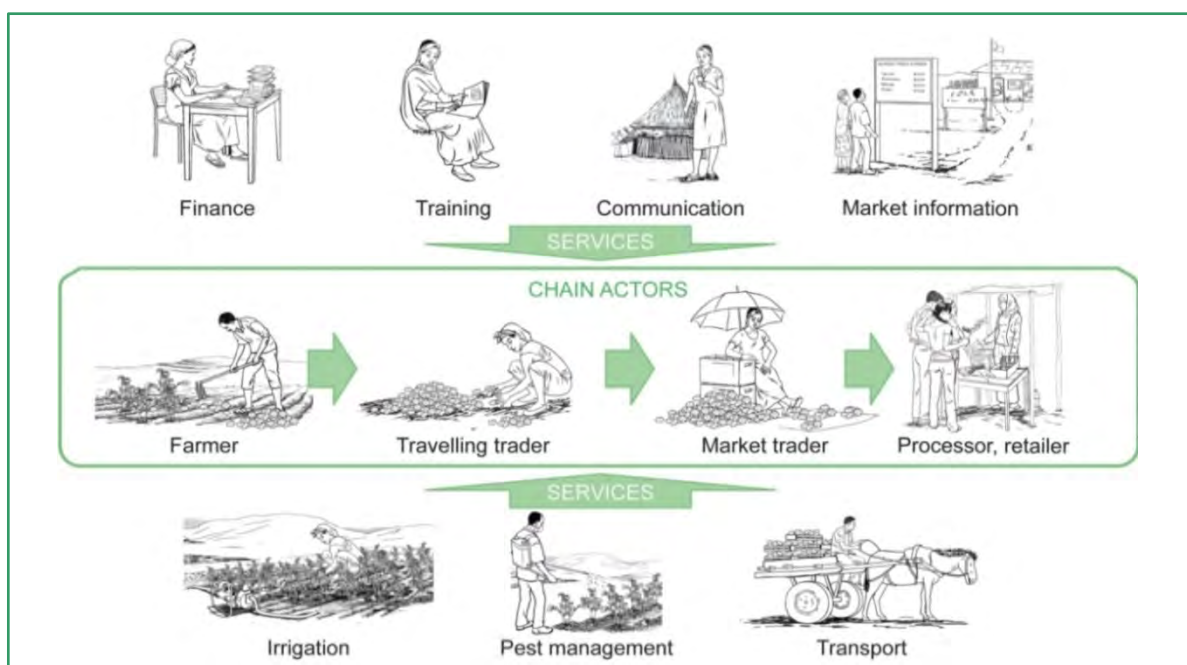 Finance
Training
Communication
Market information
SERVICES
CHAIN ACTORS
Farmer
Travelling trader
Market trader
Processor, retailer
SERVICES
Irrigation
Pest management
Transport